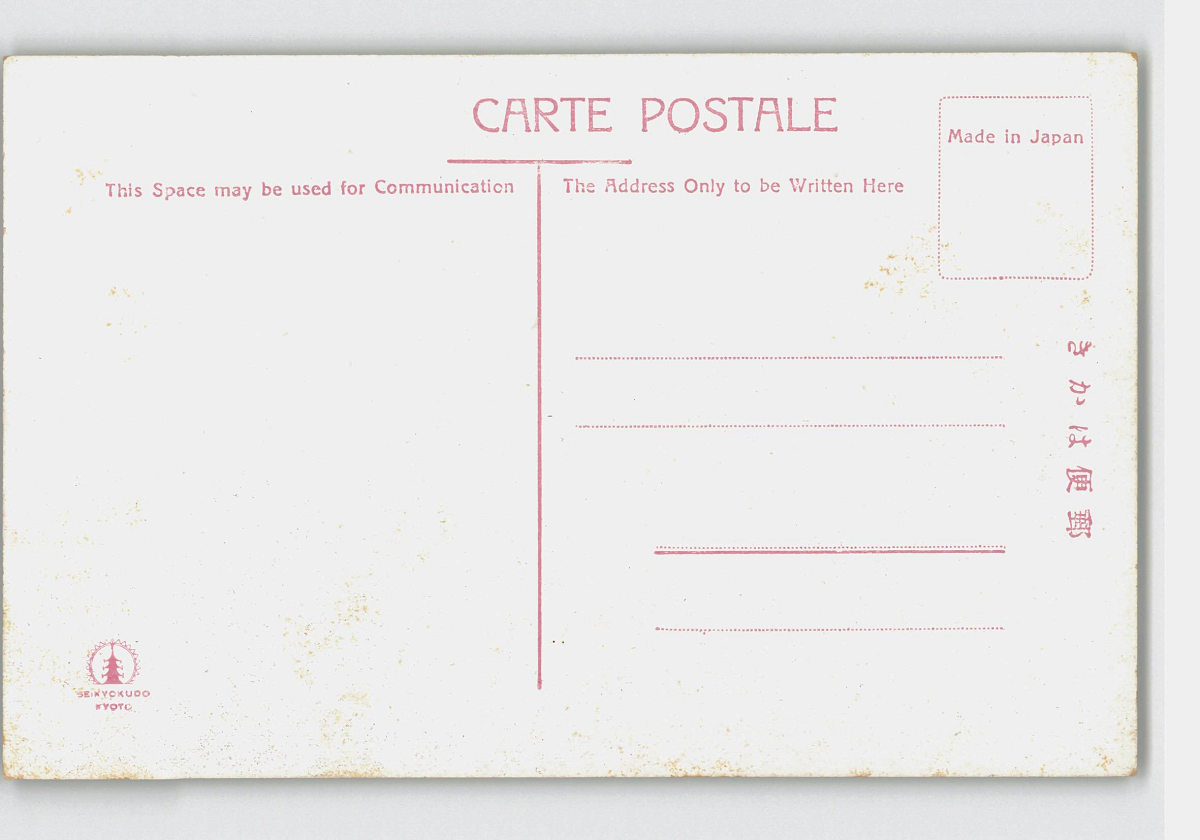 CARTE POSTALE
Made in Japan
This Space may be used for Communication
The Address Only to be Written Here
きかは便郵
SEIKYOKUDO
KYOTO